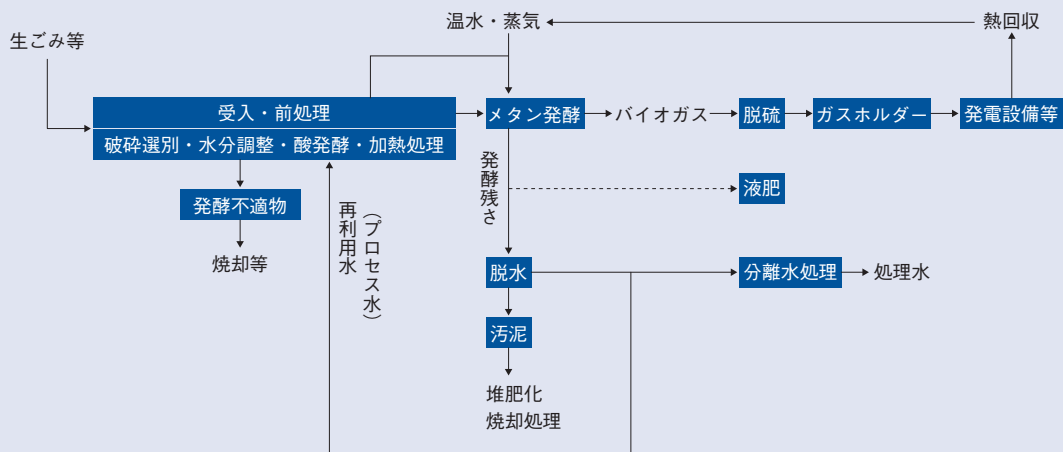 温水・蒸気
熱回収
生ごみ等
受入・前処理
メタン発酵
バイオガス
脱硫
ガスホルダー
発電設備等
破砕選別・水分調整・酸発酵・加熱処理
発酵残さ
液肥
発酵不適物
再利用水
（プロセス水）
焼却等
脱水
分離水処理
処理水
汚泥
堆肥化
焼却処理